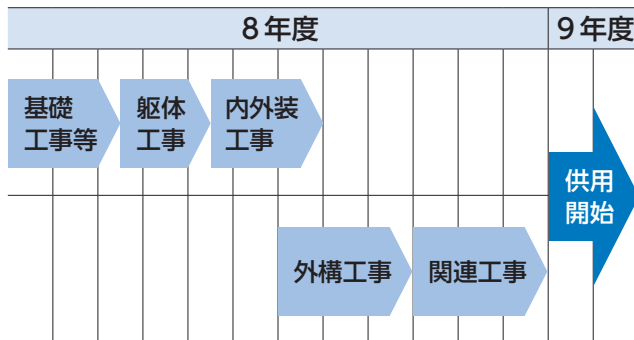 8年度
9年度
基礎
工事等
躯体
工事
内外装
工事
供用
開始
外構工事
関連工事